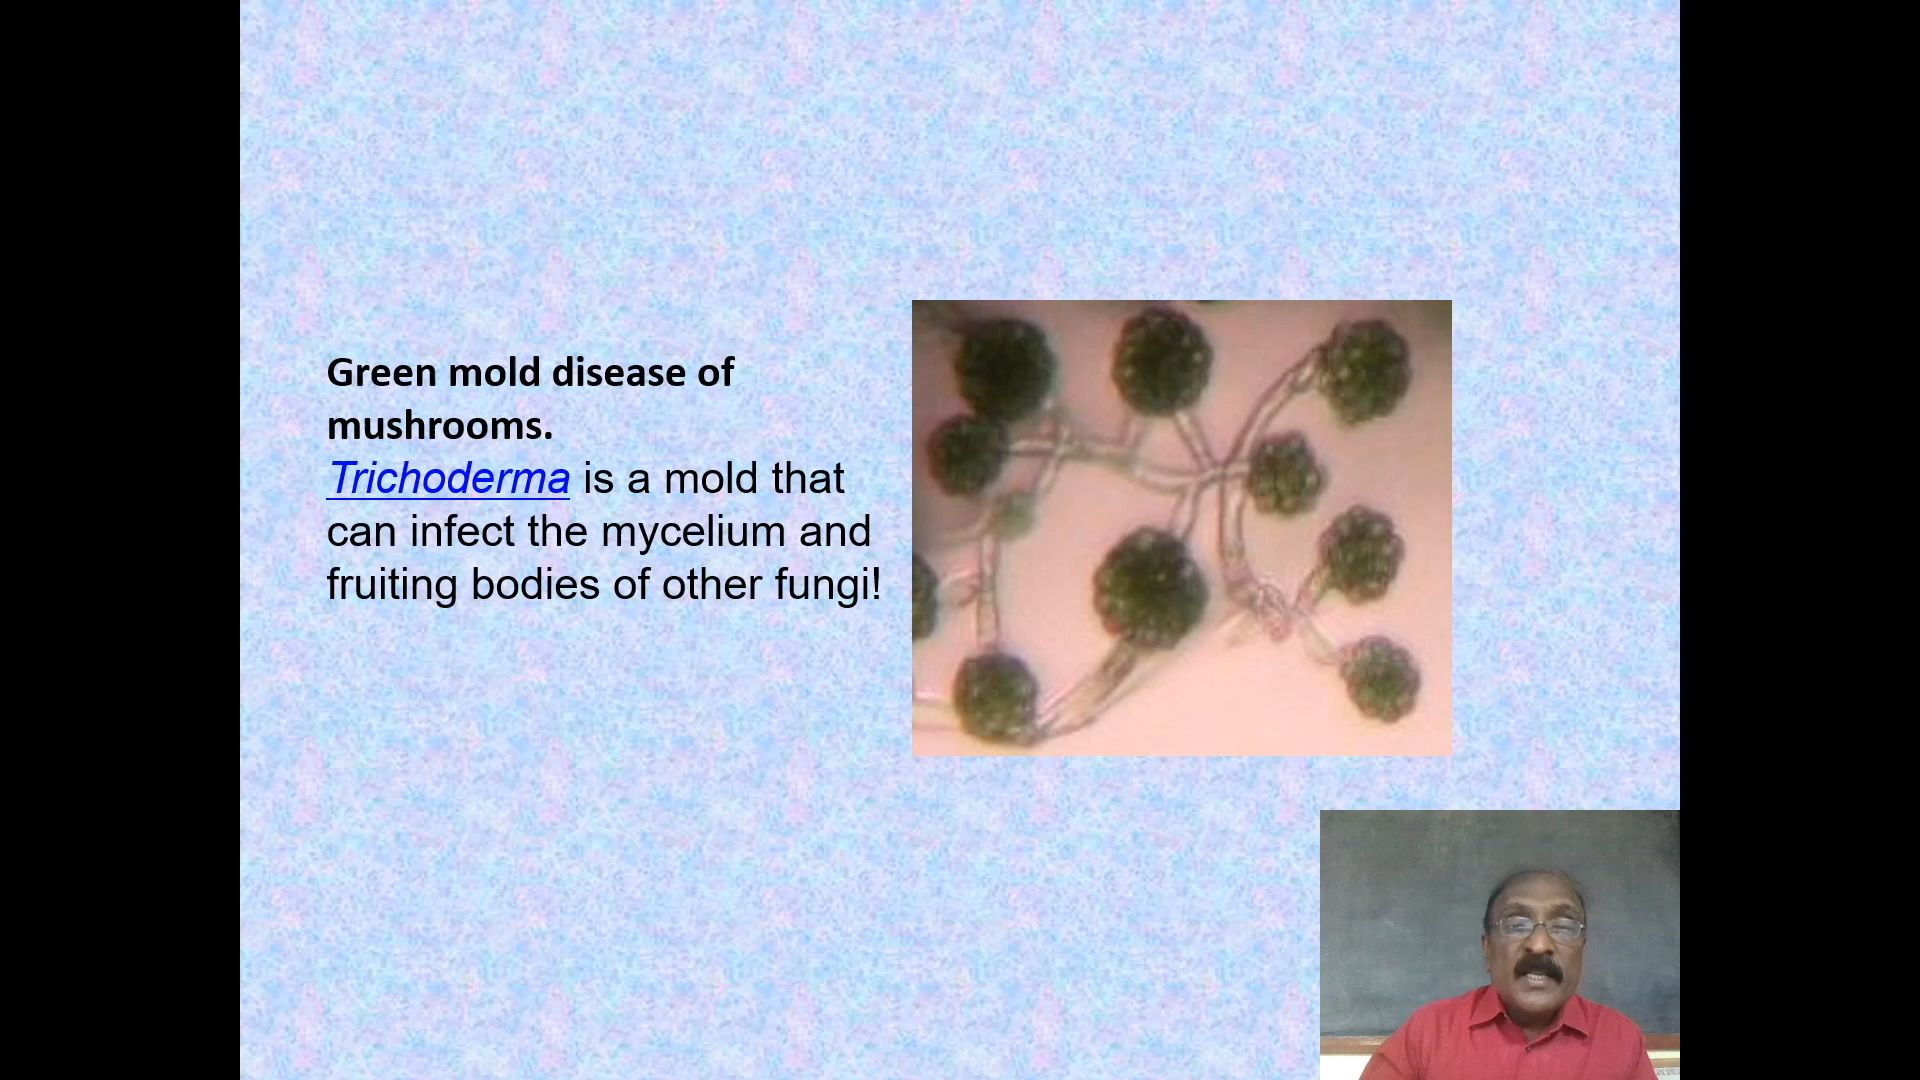 Green mold disease of
mushrooms.
Trichoderma is a mold that
can infect the mycelium and
fruiting bodies of other fungi!